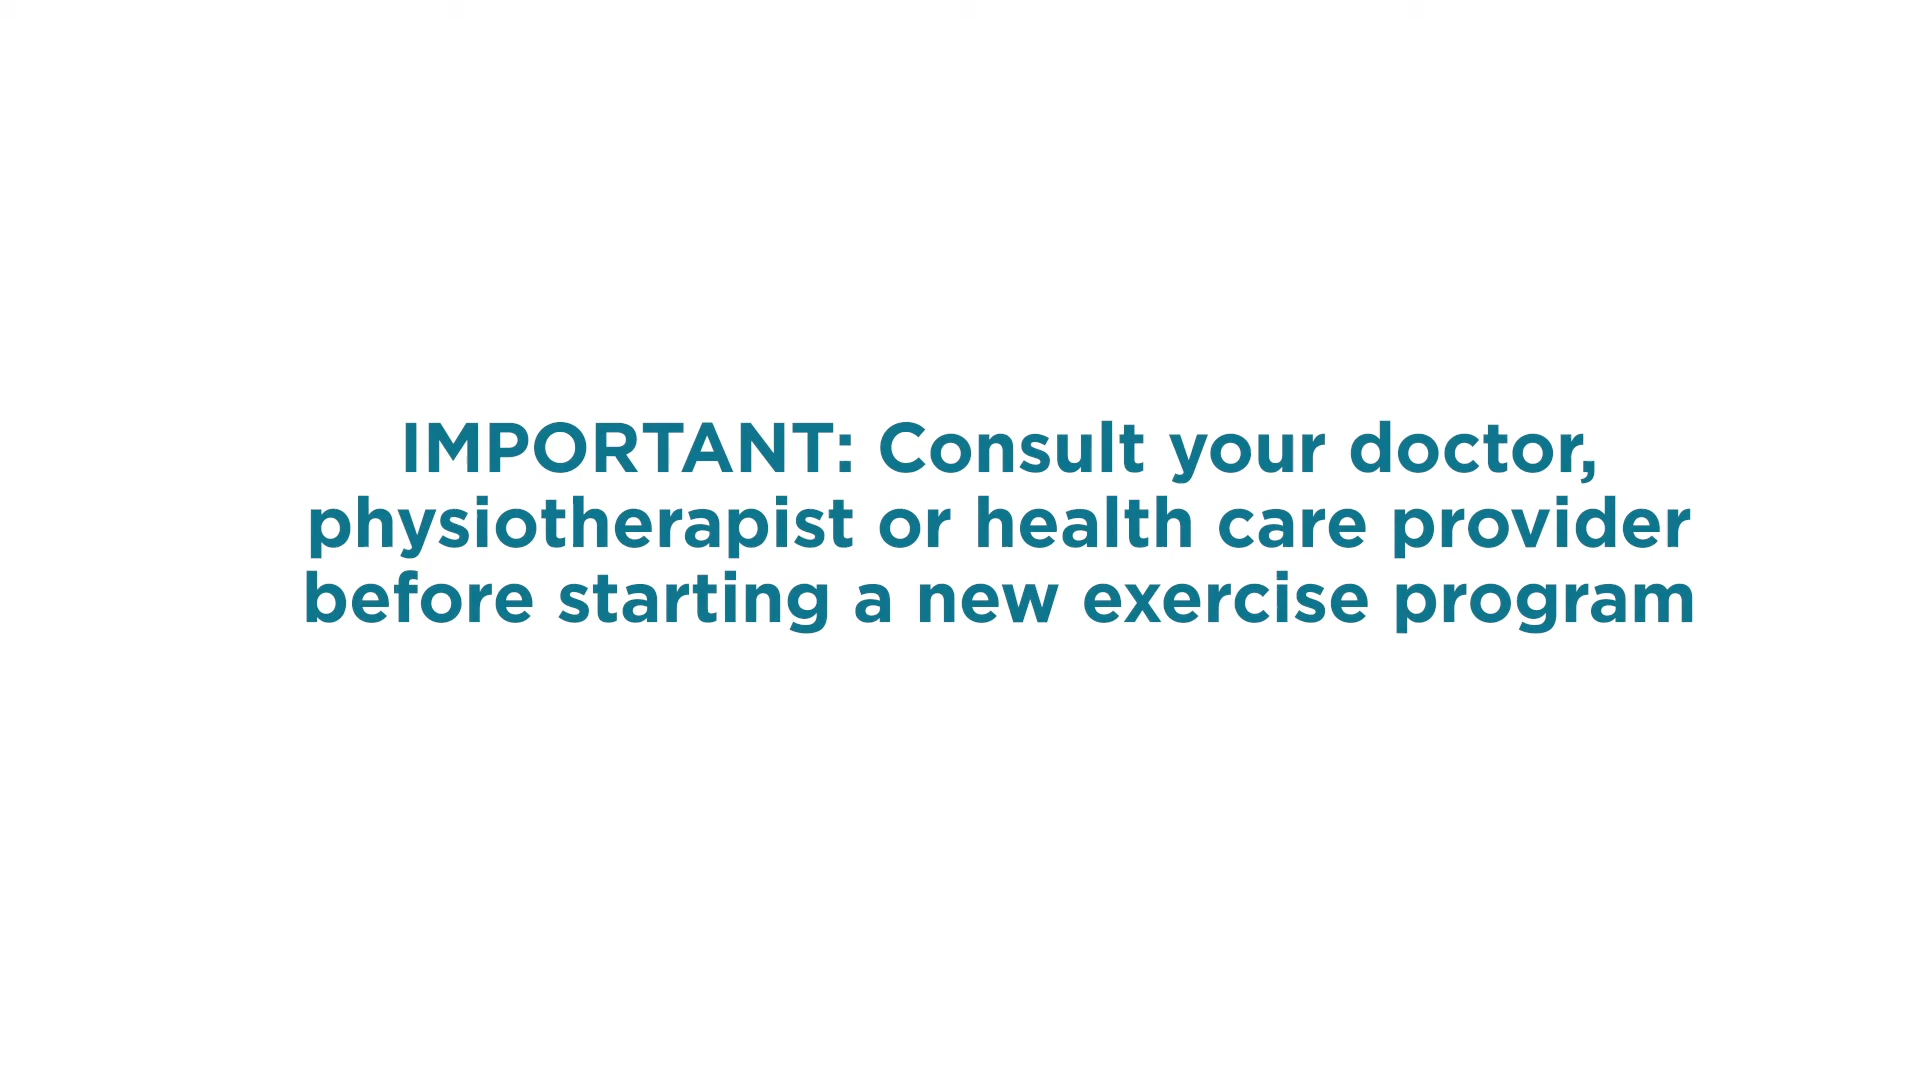 IMPORTANT: Consult your doctor,
physiotherapist or health care provider
before starting a new exercise program